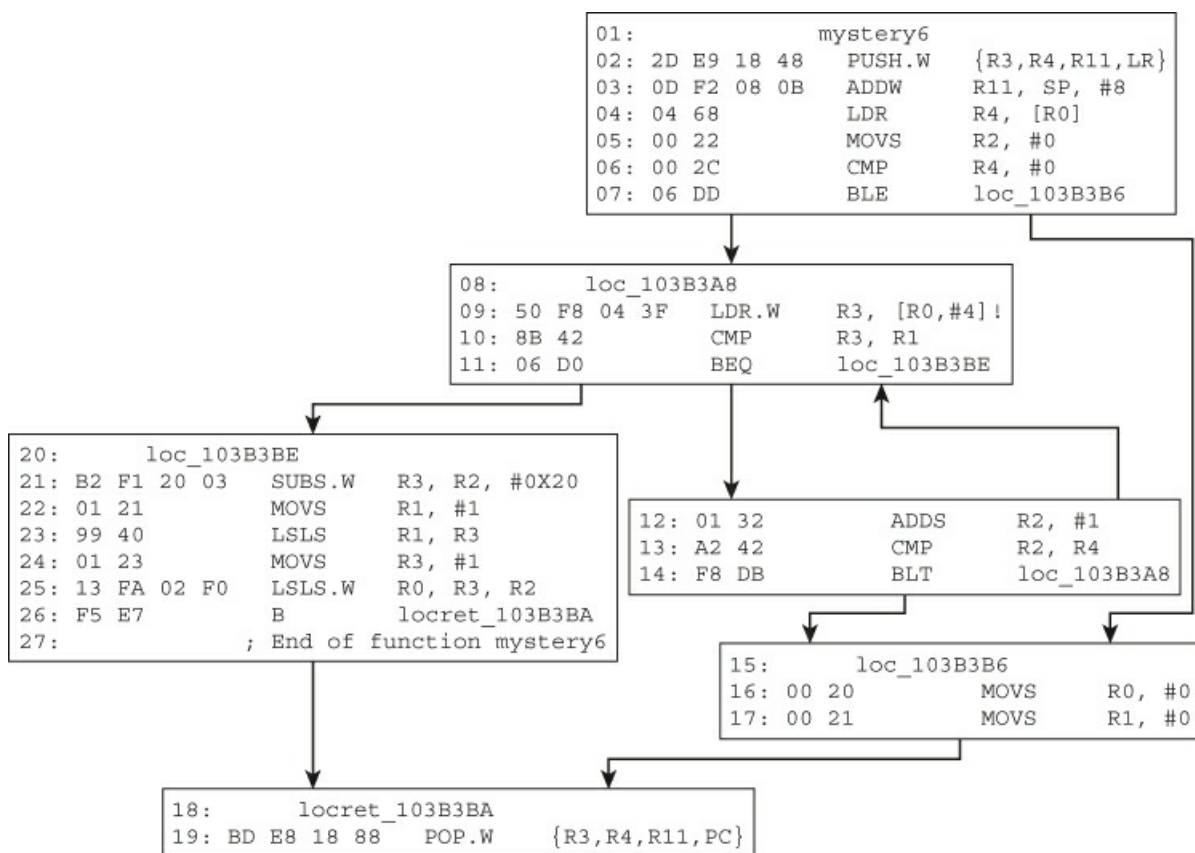 01: mystery6
02: 2D E9 18 48 PUSH.W {R3,R4,R11,LR}
03: 0D F2 08 0B ADDW R11, SP, #8
04: 04 68 LDR R4, [R0]
05: 00 22 MOVS R2, #0
06: 00 2C CMP R4, #0
07: 06 DD BLE loc_103B3B6
08: loc_103B3A8
09: 50 F8 04 3F LDR.W R3, [R0,#4]!
10: 8B 42 CMP R3, R1
11: 06 D0 BEQ loc_103B3BE
20: loc_103B3BE
21: B2 F1 20 03 SUBS.W R3, R2, #0X20
22: 01 21 MOVS R1, #1
23: 99 40 LSLS R1, R3
24: 01 23 MOVS R3, #1
25: 13 FA 02 F0 LSLS.W R0, R3, R2
26: F5 E7 B locret_103B3BA
27: ; End of function mystery6
12: 01 32 ADDS R2, #1
13: A2 42 CMP R2, R4
14: F8 DB BLT loc_103B3A8
15: loc_103B3B6
16: 00 20 MOVS R0, #0
17: 00 21 MOVS R1, #0
18: locret_103B3BA
19: BD E8 18 88 POP.W {R3,R4,R11,PC}